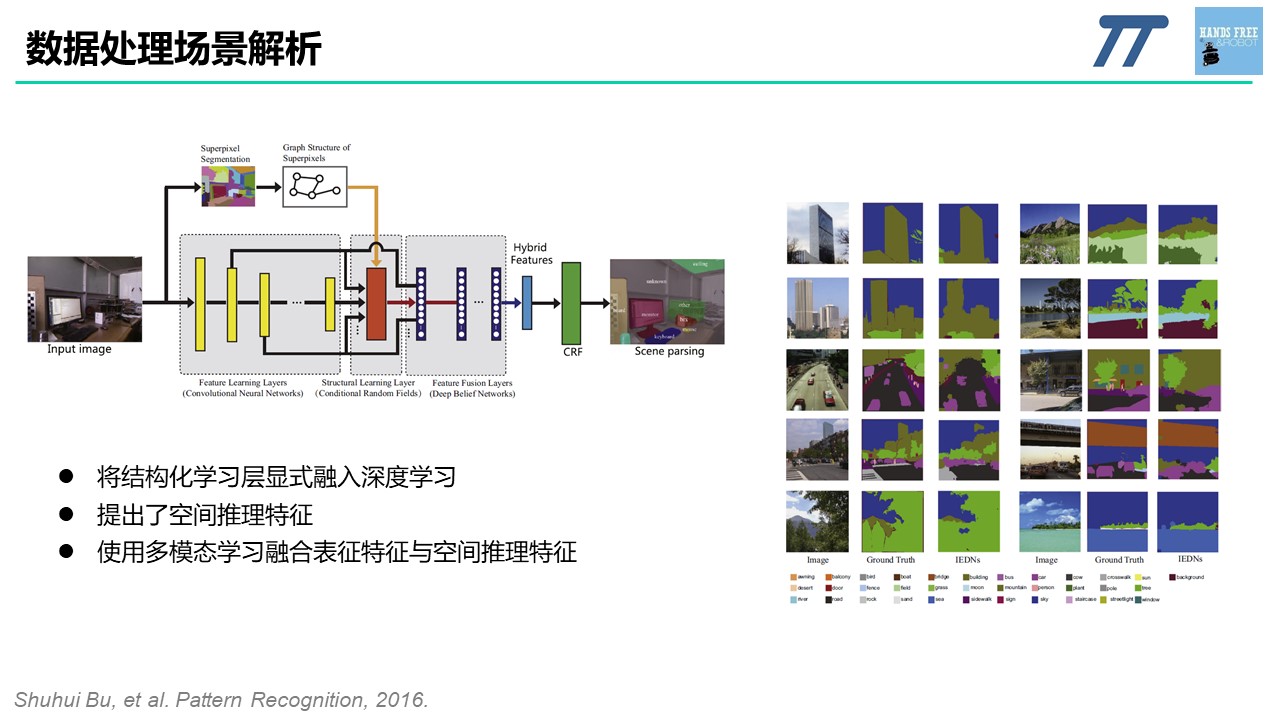 数据处理场景解析
HANDS FREE
&ROBOT
Superpixel
Segmentation
Graph Structure of
Superpixels
Hybrid
Features
Input image
CRF
Scene parsing
Feature Learning Layers
(Convolutional Neural Networks)
Structural Learning Layer
(Conditional Random Fields)
Feature Fusion Layers
(Deep Belief Networks)
unknown
other
keyboard
● 将结构化学习层显式融入深度学习
● 提出了空间推理特征
● 使用多模态学习融合表征特征与空间推理特征
Image Ground Truth IEDNs Image Ground Truth IEDNs
awning balcony bird boat bridge building bus car cow crosswalk sun background
desert door fence field grass moon mountain person plant pole tree
river road rock sand sea sidewalk sign sky staircase streetlight window
Shuhui Bu, et al. Pattern Recognition, 2016.